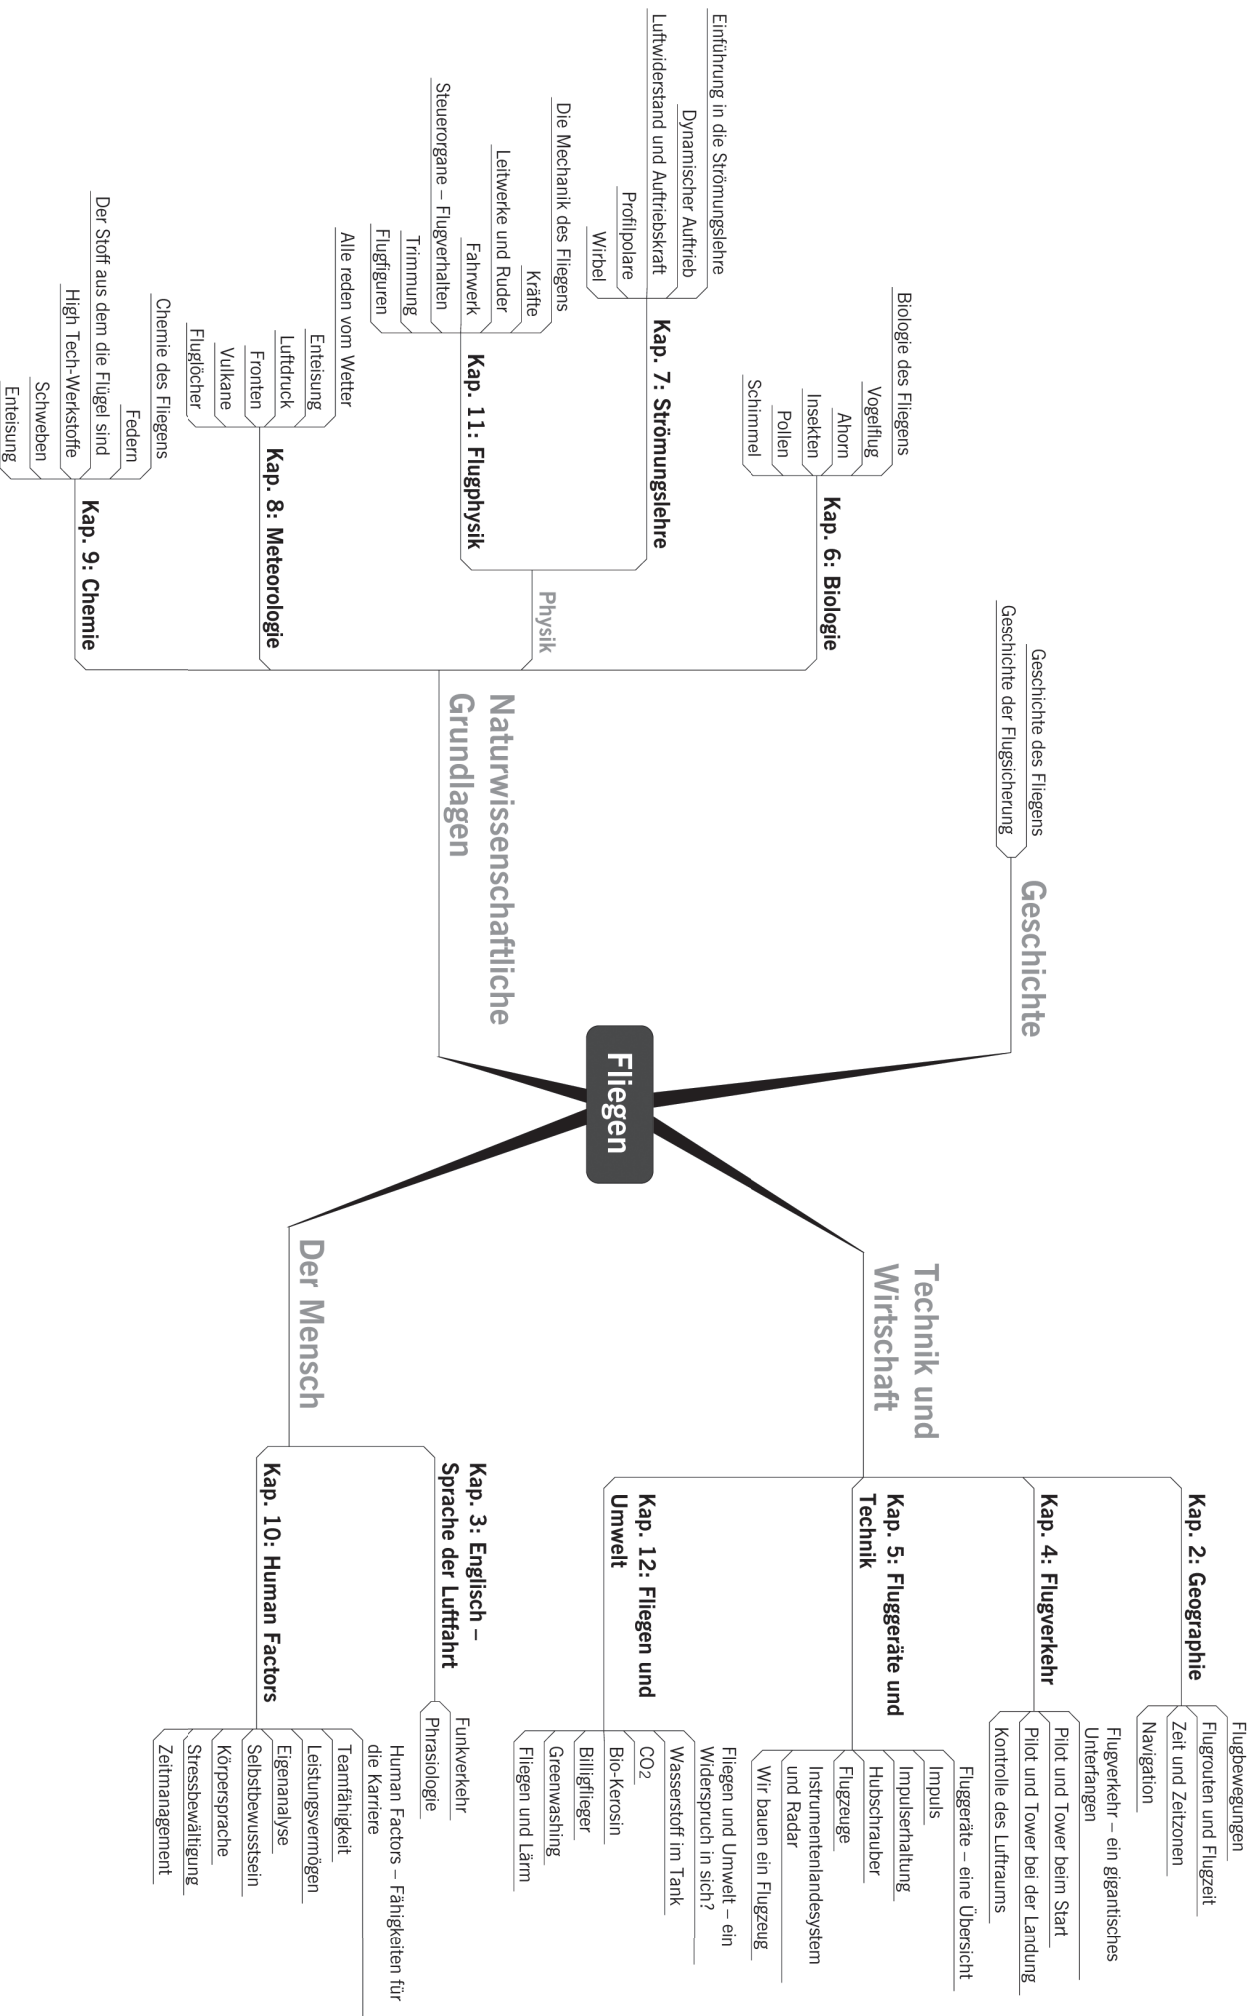 Fliegen
Geschichte
Geschichte des Fliegens
Geschichte der Flugsicherung
Naturwissenschaftliche
Grundlagen
Kap. 6: Biologie
Biologie des Fliegens
Vogelflug
Ahorn
Insekten
Pollen
Schimmel
Physik
Kap. 7: Strömungslehre
Einführung in die Strömungslehre
Dynamischer Auftrieb
Luftwiderstand und Auftriebskraft
Profilpolare
Wirbel
Kap. 11: Flugphysik
Die Mechanik des Fliegens
Kräfte
Leitwerke und Ruder
Fahrwerk
Steuerorgane – Flugverhalten
Trimmung
Flugfiguren
Kap. 8: Meteorologie
Alle reden vom Wetter
Enteisung
Luftdruck
Fronten
Vulkane
Fluglöcher
Kap. 9: Chemie
Chemie des Fliegens
Federn
Der Stoff aus dem die Flügel sind
High Tech-Werkstoffe
Schweben
Enteisung
Technik und
Wirtschaft
Kap. 2: Geographie
Flugbewegungen
Flugrouten und Flugzeit
Zeit und Zeitzonen
Navigation
Kap. 4: Flugverkehr
Flugverkehr – ein gigantisches
Unterfangen
Pilot und Tower beim Start
Pilot und Tower bei der Landung
Kontrolle des Luftraums
Kap. 5: Fluggeräte und
Technik
Fluggeräte – eine Übersicht
Impuls
Impulserhaltung
Hubschrauber
Flugzeuge
Instrumentenlandesystem
und Radar
Wir bauen ein Flugzeug
Kap. 12: Fliegen und
Umwelt
Fliegen und Umwelt – ein
Widerspruch in sich?
Wasserstoff im Tank
CO2
Bio-Kerosin
Billigflieger
Greenwashing
Fliegen und Lärm
Der Mensch
Kap. 3: Englisch –
Sprache der Luftfahrt
Funkverkehr
Phrasiologie
Kap. 10: Human Factors
Human Factors – Fähigkeiten für
die Karriere
Teamfähigkeit
Leistungsvermögen
Eigenanalyse
Selbstbewusstsein
Körpersprache
Stressbewältigung
Zeitmanagement